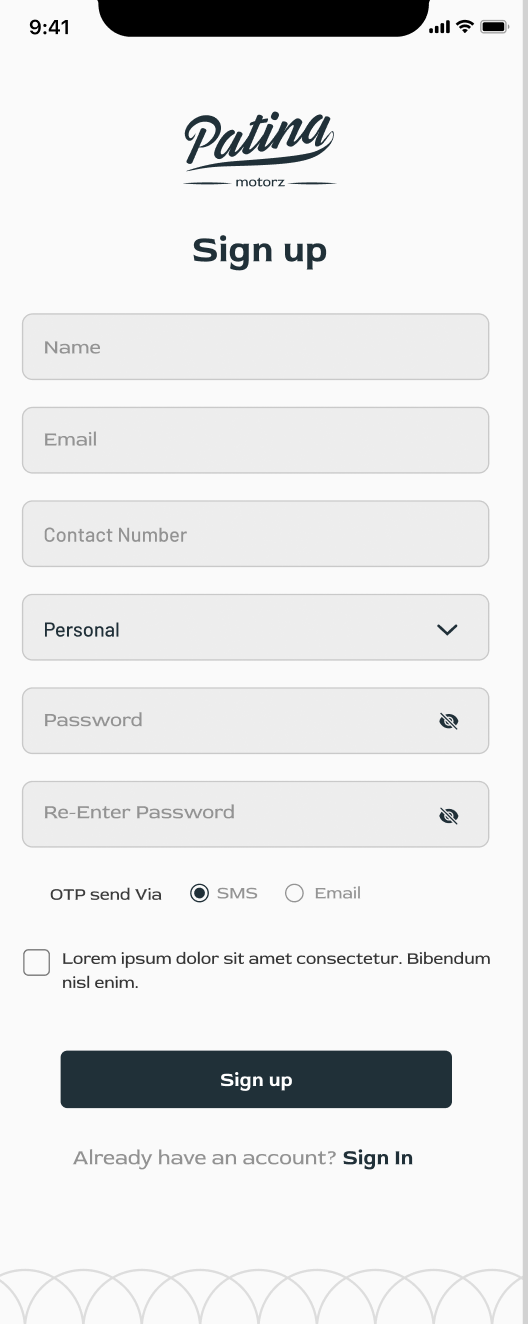 9:41
Patina
motorz
Sign up
Name
Email
Contact Number
Personal
Password
Re-Enter Password
OTP send Via SMS Email
Lorem ipsum dolor sit amet consectetur. Bibendum
nisl enim.
Sign up
Already have an account? Sign In